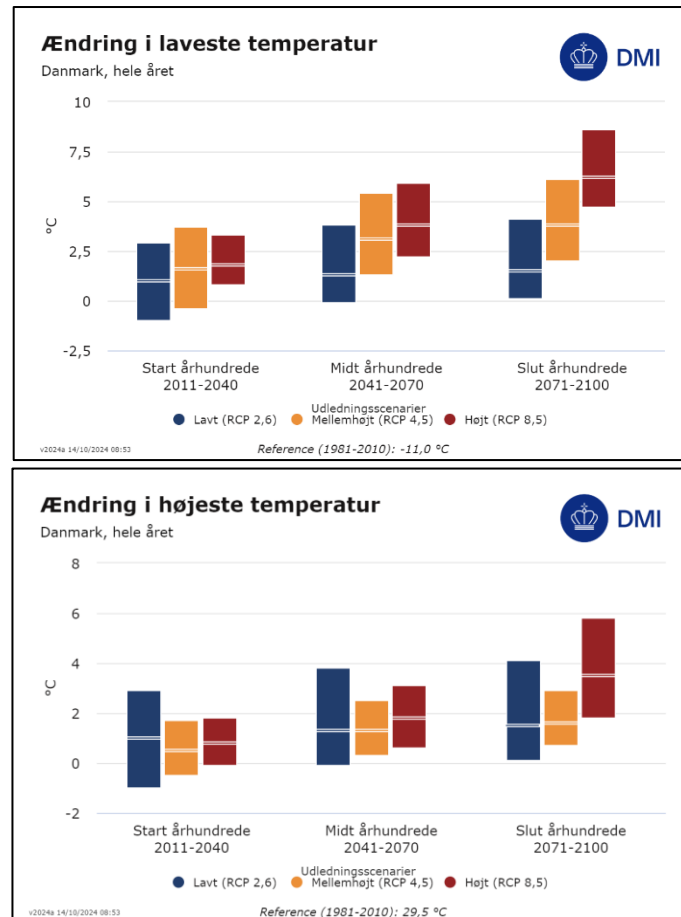 Ændring i laveste temperatur
Danmark, hele året
DMI
10
7,5
5
2,5
0
-2,5
°C
Start århundrede
2011-2040
Midt århundrede
2041-2070
Slut århundrede
2071-2100
Udledningsscenarier
Lavt (RCP 2,6) Mellemhøjt (RCP 4,5) Højt (RCP 8,5)
v2024a 14/10/2024 08:53
Reference (1981-2010): -11,0 °C
Ændring i højeste temperatur
Danmark, hele året
DMI
8
6
4
2
0
-2
°C
Start århundrede
2011-2040
Midt århundrede
2041-2070
Slut århundrede
2071-2100
Udledningsscenarier
Lavt (RCP 2,6) Mellemhøjt (RCP 4,5) Højt (RCP 8,5)
v2024a 14/10/2024 08:53
Reference (1981-2010): 29,5 °C